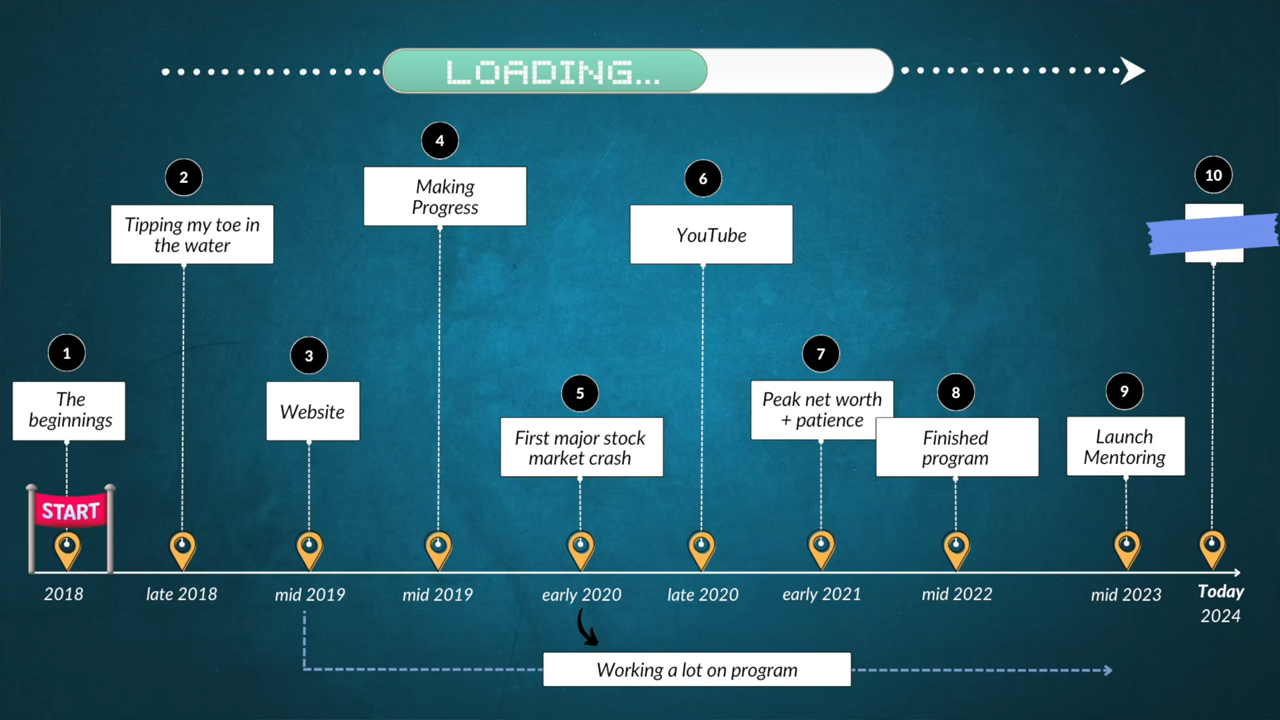 LOADING...
1
The
beginnings
START
2018
2
Tipping my toe in
the water
late 2018
3
Website
mid 2019
4
Making
Progress
mid 2019
5
First major stock
market crash
early 2020
6
YouTube
late 2020
7
Peak net worth
+ patience
early 2021
8
Finished
program
mid 2022
9
Launch
Mentoring
mid 2023
10
Today
2024
Working a lot on program